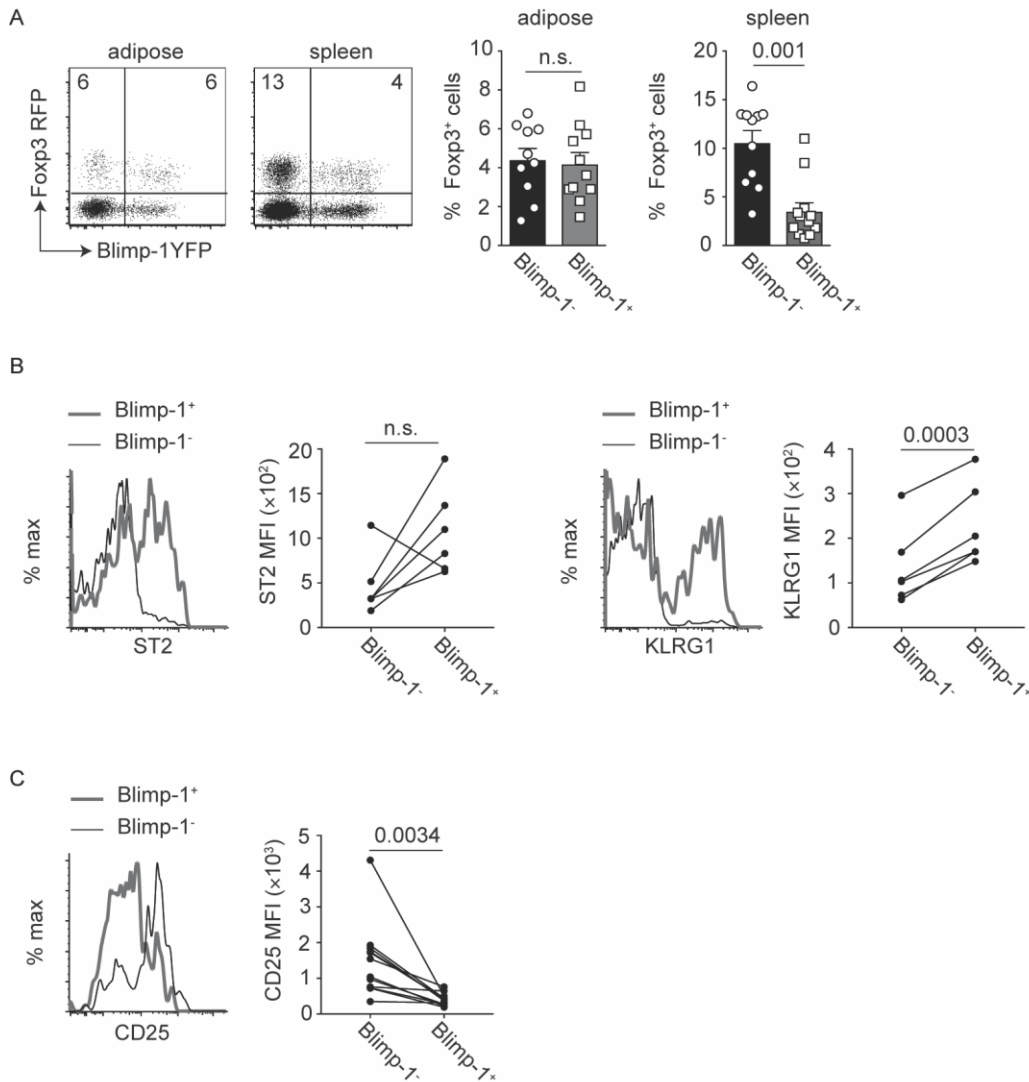 A
adipose
spleen
6
6
13
4
Foxp3 RFP
Blimp-1YFP
adipose
% Foxp3⁺ cells
10
8
6
4
2
0
n.s.
Blimp-1⁻
Blimp-1⁺
spleen
% Foxp3⁺ cells
20
15
10
5
0
0.001
Blimp-1⁻
Blimp-1⁺
B
Blimp-1⁺
Blimp-1⁻
% max
ST2
ST2 MFI (×10²)
20
15
10
5
0
n.s.
Blimp-1⁻
Blimp-1⁺
Blimp-1⁺
Blimp-1⁻
% max
KLRG1
KLRG1 MFI (×10²)
4
3
2
1
0
0.0003
Blimp-1⁻
Blimp-1⁺
C
Blimp-1⁺
Blimp-1⁻
% max
CD25
CD25 MFI (×10³)
5
4
3
2
1
0
0.0034
Blimp-1⁻
Blimp-1⁺